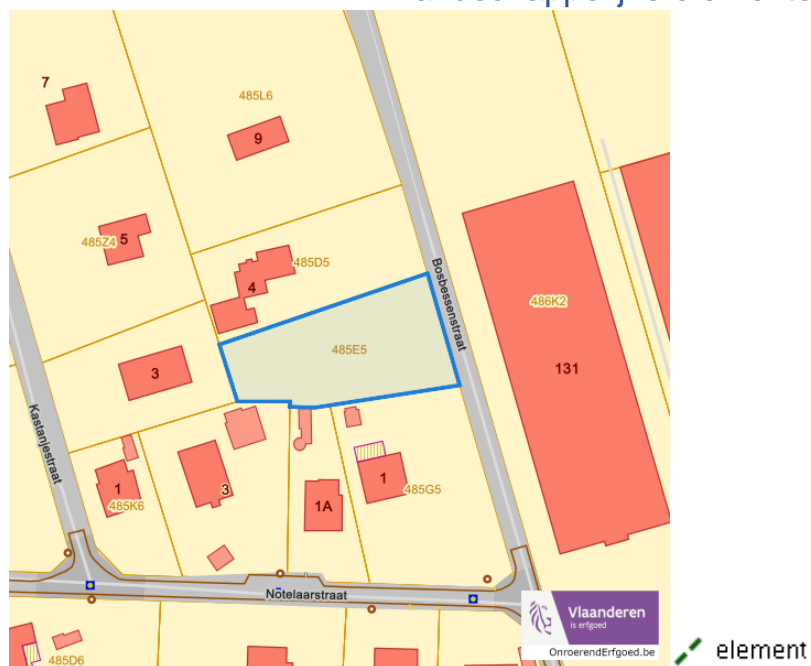 7
485L6
9
5
485Z4
485D5
4
Bosbessenstraat
486K2
485E5
131
3
Kastanjestraat
1
3
1
485K6
485G5
1A
Notelaarstraat
Vlaanderen
is erfgoed
OnroerendErfgoed.be
element
485D6